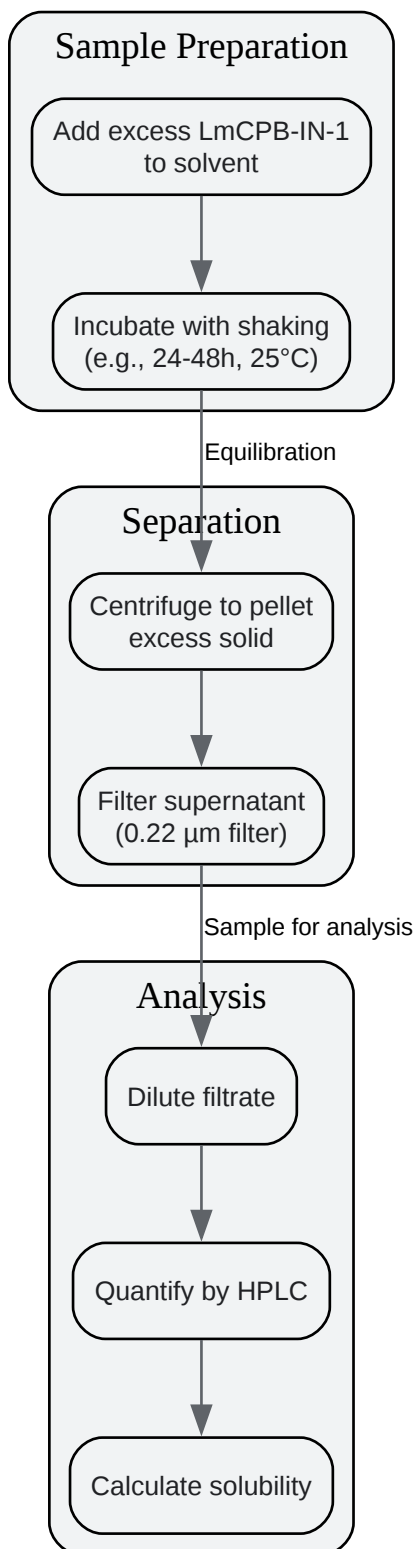 Sample Preparation
Add excess LmCPB-IN-1
to solvent
Incubate with shaking
(e.g., 24-48h, 25°C)
Equilibration
Separation
Centrifuge to pellet
excess solid
Filter supernatant
(0.22 µm filter)
Sample for analysis
Analysis
Dilute filtrate
Quantify by HPLC
Calculate solubility